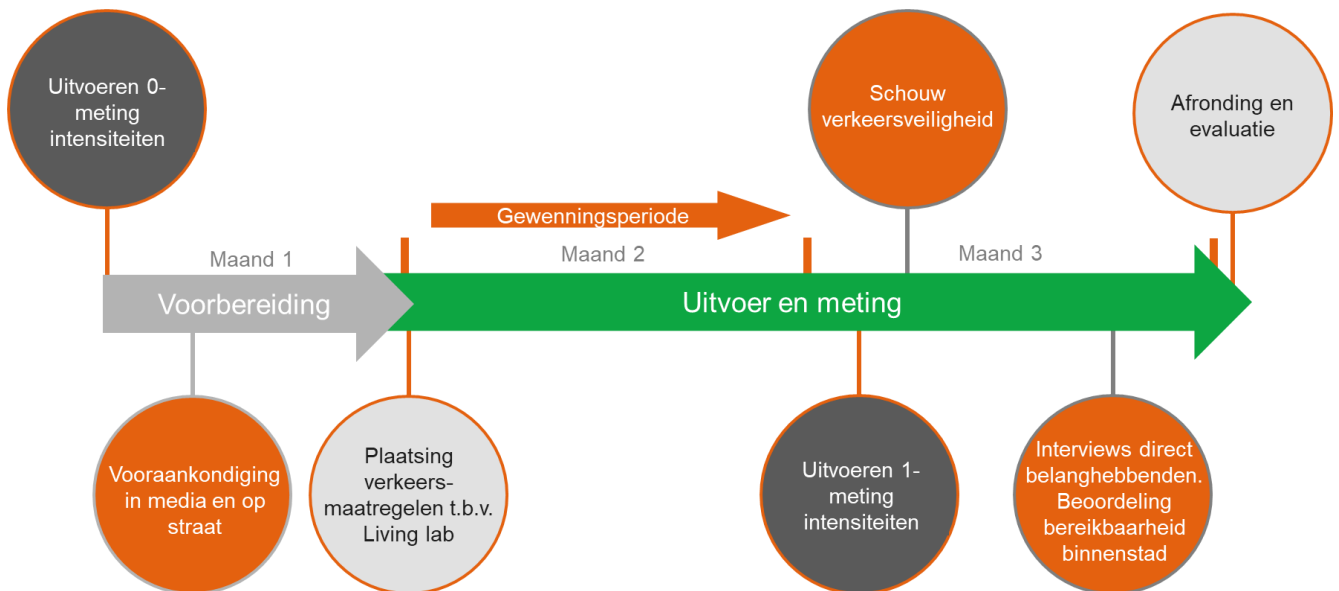 Uitvoeren 0-
meting
intensiteiten
Schouw
verkeersveiligheid
Afronding en
evaluatie
Gewenningsperiode
Maand 1
Maand 2
Maand 3
Voorbereiding
Uitvoer en meting
Vooraankondiging
in media en op
straat
Plaatsing
verkeers-
maatregelen t.b.v.
Living lab
Uitvoeren 1-
meting
intensiteiten
Interviews direct
belanghebbenden.
Beoordeling
bereikbaarheid
binnenstad